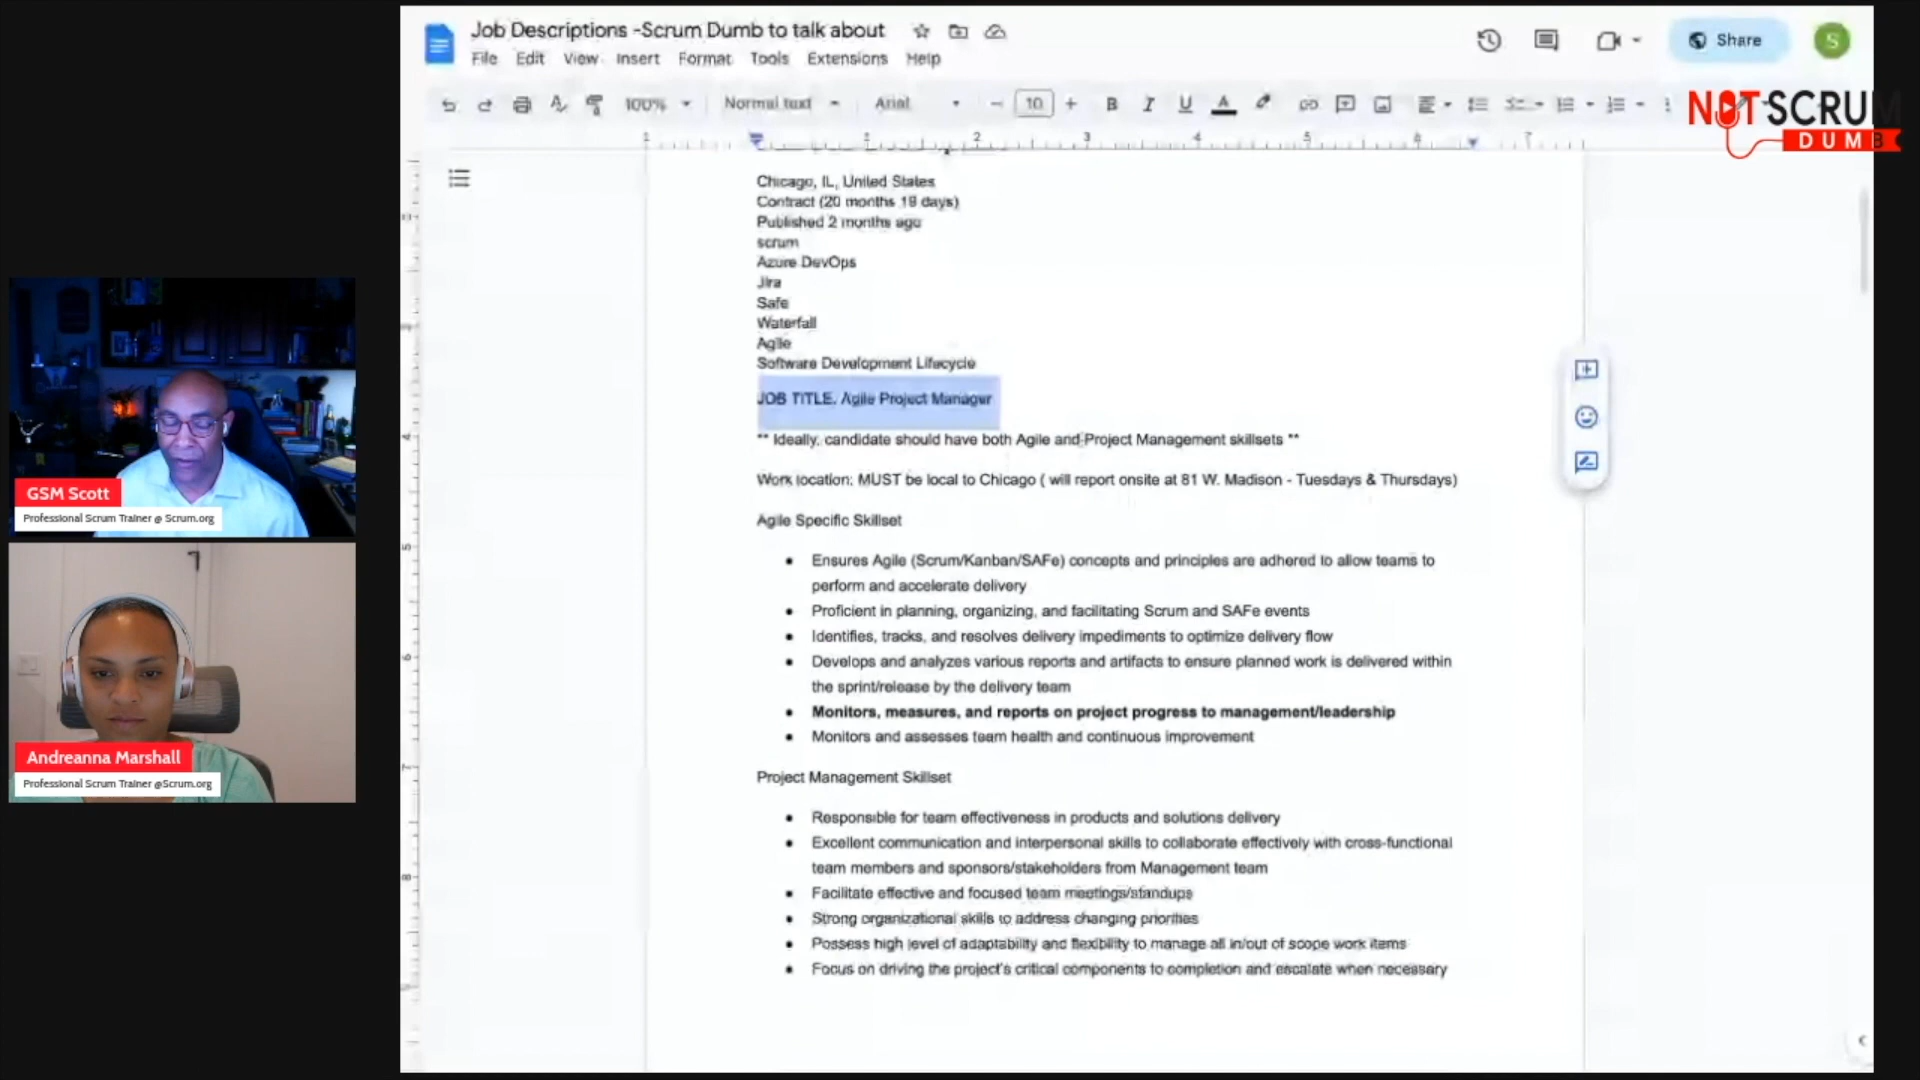 Job Descriptions -Scrum Dumb to talk about
File Edit View Insert Format Tools Extensions Help
Share
S
100% Normal text Arial 10 B I U A
NOT SCRUM
DUMB
1 1 2 3 4 5 6 7
Chicago, IL, United States
Contract (20 months 19 days)
Published 2 months ago
scrum
Azure DevOps
Jira
Safe
Waterfall
Agile
Software Development Lifecycle
JOB TITLE. Agile Project Manager
** Ideally, candidate should have both Agile and Project Management skillsets **
Work location: MUST be local to Chicago ( will report onsite at 81 W. Madison - Tuesdays & Thursdays)
Agile Specific Skillset
• Ensures Agile (Scrum/Kanban/SAFe) concepts and principles are adhered to allow teams to
perform and accelerate delivery
• Proficient in planning, organizing, and facilitating Scrum and SAFe events
• Identifies, tracks, and resolves delivery impediments to optimize delivery flow
• Develops and analyzes various reports and artifacts to ensure planned work is delivered within
the sprint/release by the delivery team
• Monitors, measures, and reports on project progress to management/leadership
• Monitors and assesses team health and continuous improvement
Project Management Skillset
• Responsible for team effectiveness in products and solutions delivery
• Excellent communication and interpersonal skills to collaborate effectively with cross-functional
team members and sponsors/stakeholders from Management team
• Facilitate effective and focused team meetings/standups
• Strong organizational skills to address changing priorities
• Possess high level of adaptability and flexibility to manage all in/out of scope work items
• Focus on driving the project's critical components to completion and escalate when necessary
GSM Scott
Professional Scrum Trainer @ Scrum.org
Andreanna Marshall
Professional Scrum Trainer @Scrum.org